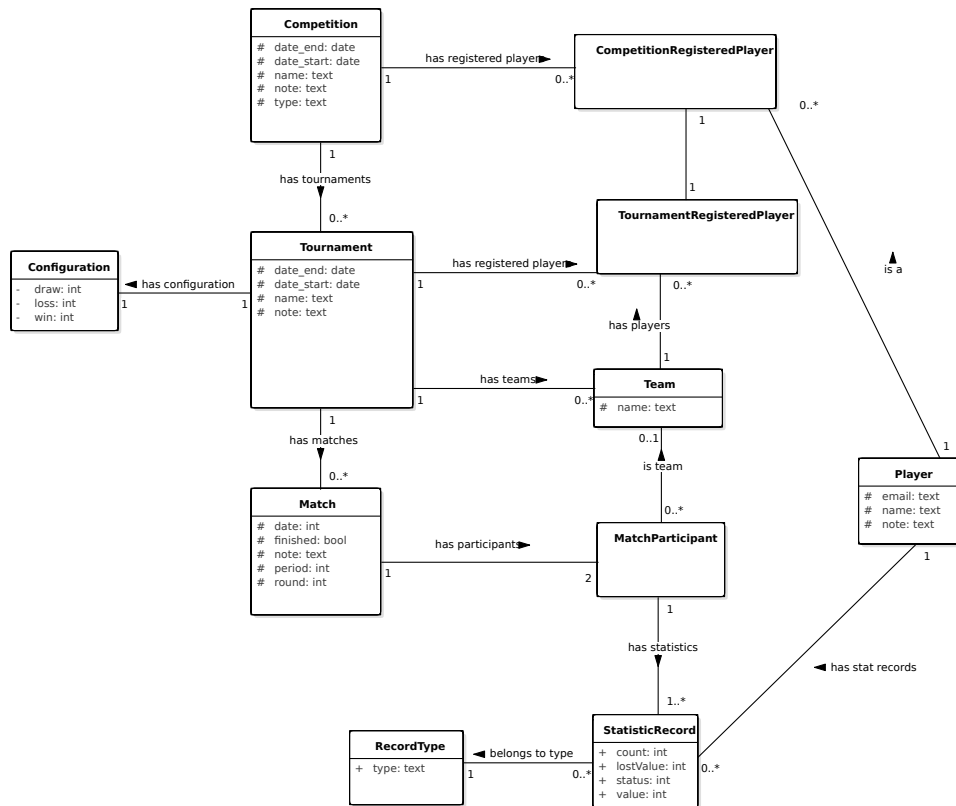 Competition
# date_end: date
# date_start: date
# name: text
# note: text
# type: text
has registered player
1
0..*
CompetitionRegisteredPlayer
0..*
1
1
has tournaments
0..*
1
TournamentRegisteredPlayer
Tournament
# date_end: date
# date_start: date
# name: text
# note: text
has registered player
1
0..*
0..*
is a
Configuration
- draw: int
- loss: int
- win: int
has configuration
1
1
has players
1
has teams
1
0..*
Team
# name: text
1
has matches
0..*
0..1
is team
0..*
1
Player
# email: text
# name: text
# note: text
1
Match
# date: int
# finished: bool
# note: text
# period: int
# round: int
has participants
1
2
MatchParticipant
1
has statistics
1..*
has stat records
0..*
StatisticRecord
+ count: int
+ lostValue: int
+ status: int
+ value: int
belongs to type
1
0..*
RecordType
+ type: text